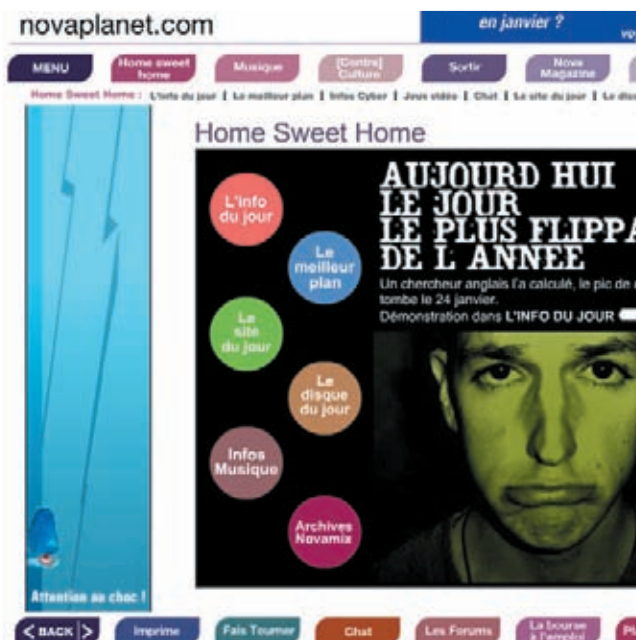 novaplanet.com
en janvier ?
MENU
Home sweet
home
Musique
[Contre]
Culture
Sortir
Nova
Magazine
Home Sweet Home : L'info du jour | Le meilleur plan | Infos Cyber | Jeux vidéo | Chat | Le site du jour | Le
Home Sweet Home
L'info
du jour
Le
meilleur
plan
Le
site
du jour
Le
disque
du jour
Infos
Musique
Archives
Novamix
AUJOURD HUI
LE JOUR
LE PLUS FLIPPA
DE L ANNEE
Un chercheur anglais l'a calculé, le pic de
tombe le 24 janvier.
Démonstration dans L'INFO DU JOUR
Attention au choc !
< BACK >
Imprime
Fais Tourner
Chat
Les Forums
La bourse
à l'emploi